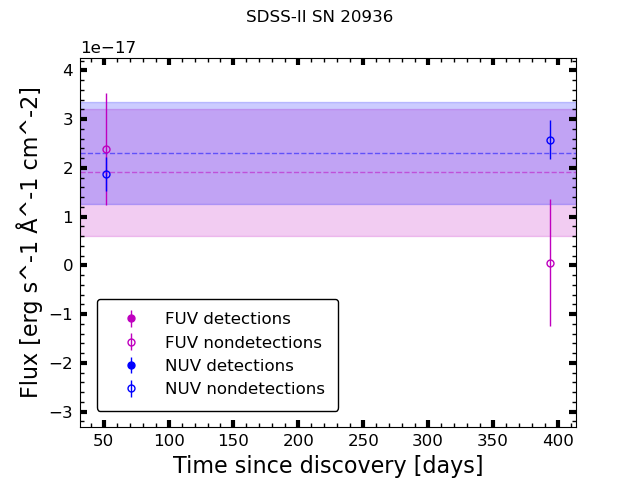 SDSS-II SN 20936
1e−17
Flux [erg s^-1 Å^-1 cm^-2]
4
3
2
1
0
−1
−2
−3
FUV detections
FUV nondetections
NUV detections
NUV nondetections
50 100 150 200 250 300 350 400
Time since discovery [days]